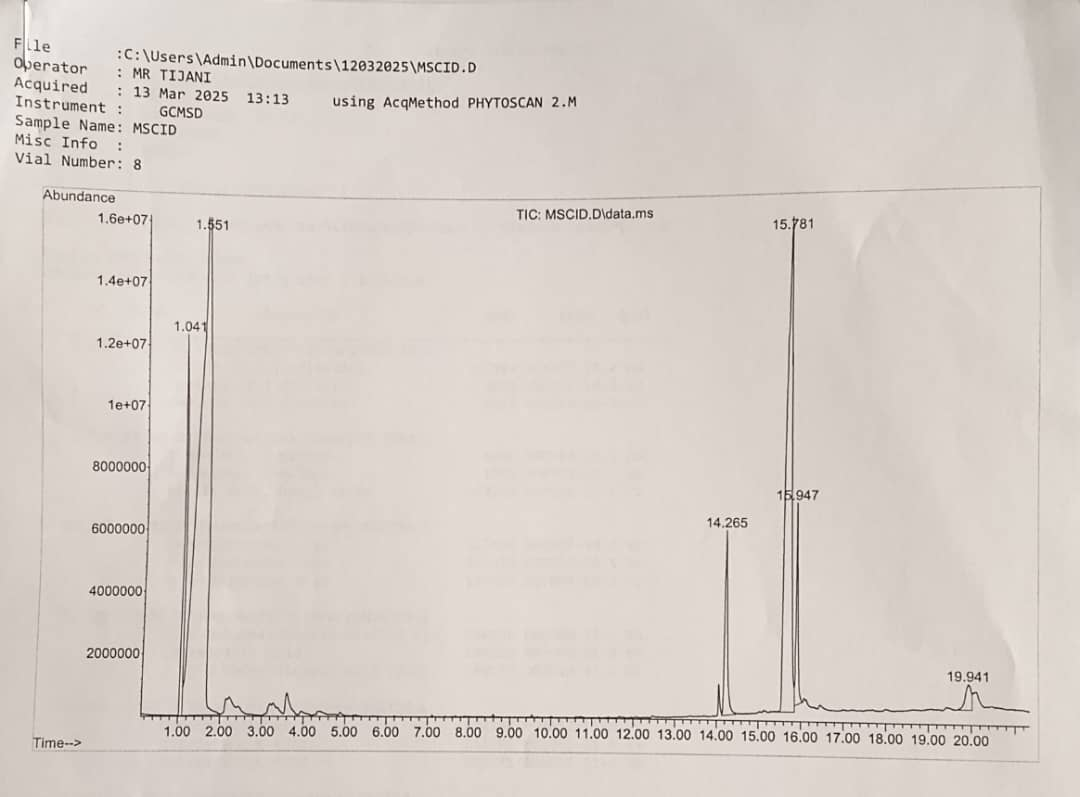 File :C:\Users\Admin\Documents\12032025\MSCID.D
Operator : MR TIJANI
Acquired : 13 Mar 2025 13:13 using AcqMethod PHYTOSCAN 2.M
Instrument : GCMSD
Sample Name: MSCID
Misc Info :
Vial Number: 8
Abundance
TIC: MSCID.D\data.ms
1.6e+07
1.551
15.781
1.4e+07
1.041
1.2e+07
1e+07
8000000
15.947
14.265
6000000
4000000
2000000
19.941
1.00 2.00 3.00 4.00 5.00 6.00 7.00 8.00 9.00 10.00 11.00 12.00 13.00 14.00 15.00 16.00 17.00 18.00 19.00 20.00
Time-->